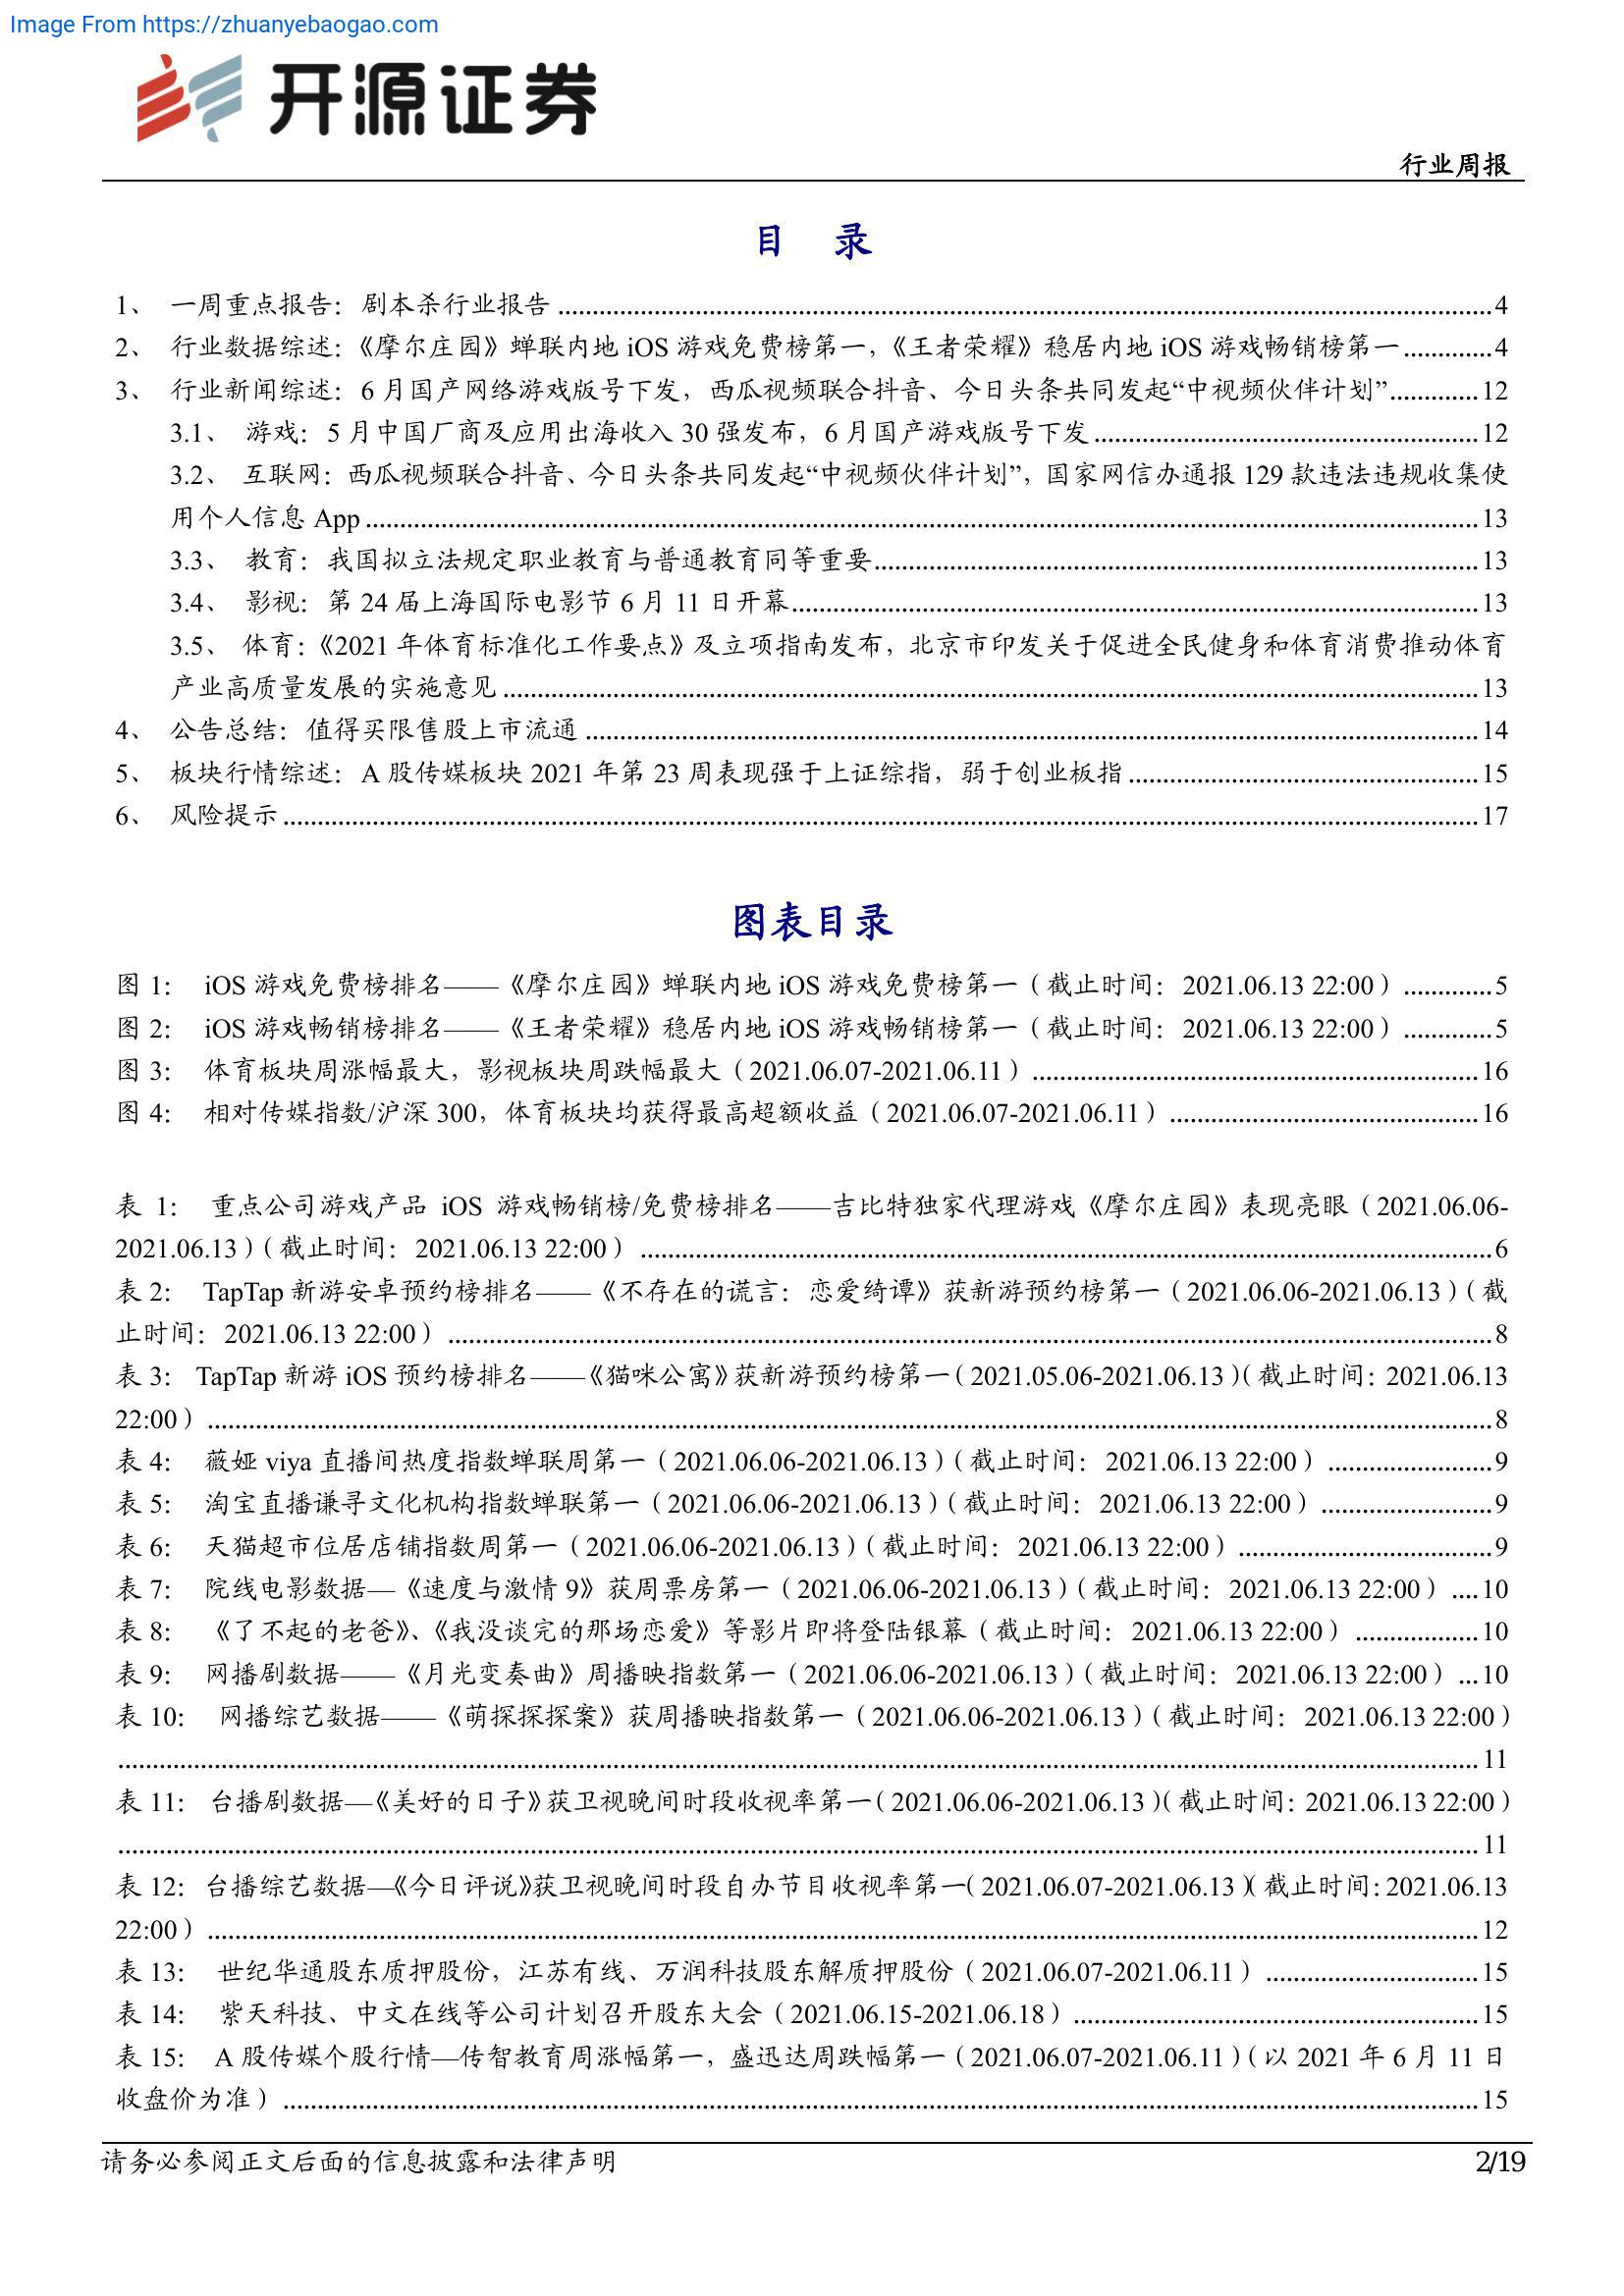 Image From https://zhuanyebaogao.com
开源证券
行业周报
目 录
1、 一周重点报告：剧本杀行业报告 ........ 4
2、 行业数据综述：《摩尔庄园》蝉联内地 iOS 游戏免费榜第一，《王者荣耀》稳居内地 iOS 游戏畅销榜第一 ........ 4
3、 行业新闻综述：6 月国产网络游戏版号下发，西瓜视频联合抖音、今日头条共同发起“中视频伙伴计划” ........ 12
3.1、 游戏：5 月中国厂商及应用出海收入 30 强发布，6 月国产游戏版号下发 ........ 12
3.2、 互联网：西瓜视频联合抖音、今日头条共同发起“中视频伙伴计划”，国家网信办通报 129 款违法违规收集使
用个人信息 App ........ 13
3.3、 教育：我国拟立法规定职业教育与普通教育同等重要 ........ 13
3.4、 影视：第 24 届上海国际电影节 6 月 11 日开幕 ........ 13
3.5、 体育：《2021 年体育标准化工作要点》及立项指南发布，北京市印发关于促进全民健身和体育消费推动体育
产业高质量发展的实施意见 ........ 13
4、 公告总结：值得买限售股上市流通 ........ 14
5、 板块行情综述：A 股传媒板块 2021 年第 23 周表现强于上证综指，弱于创业板指 ........ 15
6、 风险提示 ........ 17
图表目录
图 1： iOS 游戏免费榜排名——《摩尔庄园》蝉联内地 iOS 游戏免费榜第一（截止时间：2021.06.13 22:00） ........ 5
图 2： iOS 游戏畅销榜排名——《王者荣耀》稳居内地 iOS 游戏畅销榜第一（截止时间：2021.06.13 22:00） ........ 5
图 3： 体育板块周涨幅最大，影视板块周跌幅最大（2021.06.07-2021.06.11） ........ 16
图 4： 相对传媒指数/沪深 300，体育板块均获得最高超额收益（2021.06.07-2021.06.11） ........ 16
表 1： 重点公司游戏产品 iOS 游戏畅销榜/免费榜排名——吉比特独家代理游戏《摩尔庄园》表现亮眼（2021.06.06-
2021.06.13）（截止时间：2021.06.13 22:00） ........ 6
表 2： TapTap 新游安卓预约榜排名——《不存在的谎言：恋爱绮谭》获新游预约榜第一（2021.06.06-2021.06.13）（截
止时间：2021.06.13 22:00） ........ 8
表 3： TapTap 新游 iOS 预约榜排名——《猫咪公寓》获新游预约榜第一（2021.05.06-2021.06.13）（截止时间：2021.06.13
22:00） ........ 8
表 4： 薇娅 viya 直播间热度指数蝉联周第一（2021.06.06-2021.06.13）（截止时间：2021.06.13 22:00） ........ 9
表 5： 淘宝直播谦寻文化机构指数蝉联第一（2021.06.06-2021.06.13）（截止时间：2021.06.13 22:00） ........ 9
表 6： 天猫超市位居店铺指数周第一（2021.06.06-2021.06.13）（截止时间：2021.06.13 22:00） ........ 9
表 7： 院线电影数据—《速度与激情 9》获周票房第一（2021.06.06-2021.06.13）（截止时间：2021.06.13 22:00） .... 10
表 8： 《了不起的老爸》、《我没谈完的那场恋爱》等影片即将登陆银幕（截止时间：2021.06.13 22:00） ........ 10
表 9： 网播剧数据——《月光变奏曲》周播映指数第一（2021.06.06-2021.06.13）（截止时间：2021.06.13 22:00） ... 10
表 10： 网播综艺数据——《萌探探探案》获周播映指数第一（2021.06.06-2021.06.13）（截止时间：2021.06.13 22:00）
........ 11
表 11： 台播剧数据—《美好的日子》获卫视晚间时段收视率第一（2021.06.06-2021.06.13）（截止时间：2021.06.13 22:00）
........ 11
表 12： 台播综艺数据—《今日评说》获卫视晚间时段自办节目收视率第一（2021.06.07-2021.06.13）（截止时间：2021.06.13
22:00） ........ 12
表 13： 世纪华通股东质押股份，江苏有线、万润科技股东解质押股份（2021.06.07-2021.06.11） ........ 15
表 14： 紫天科技、中文在线等公司计划召开股东大会（2021.06.15-2021.06.18） ........ 15
表 15： A 股传媒个股行情—传智教育周涨幅第一，盛迅达周跌幅第一（2021.06.07-2021.06.11）（以 2021 年 6 月 11 日
收盘价为准） ........ 15
请务必参阅正文后面的信息披露和法律声明
2/19